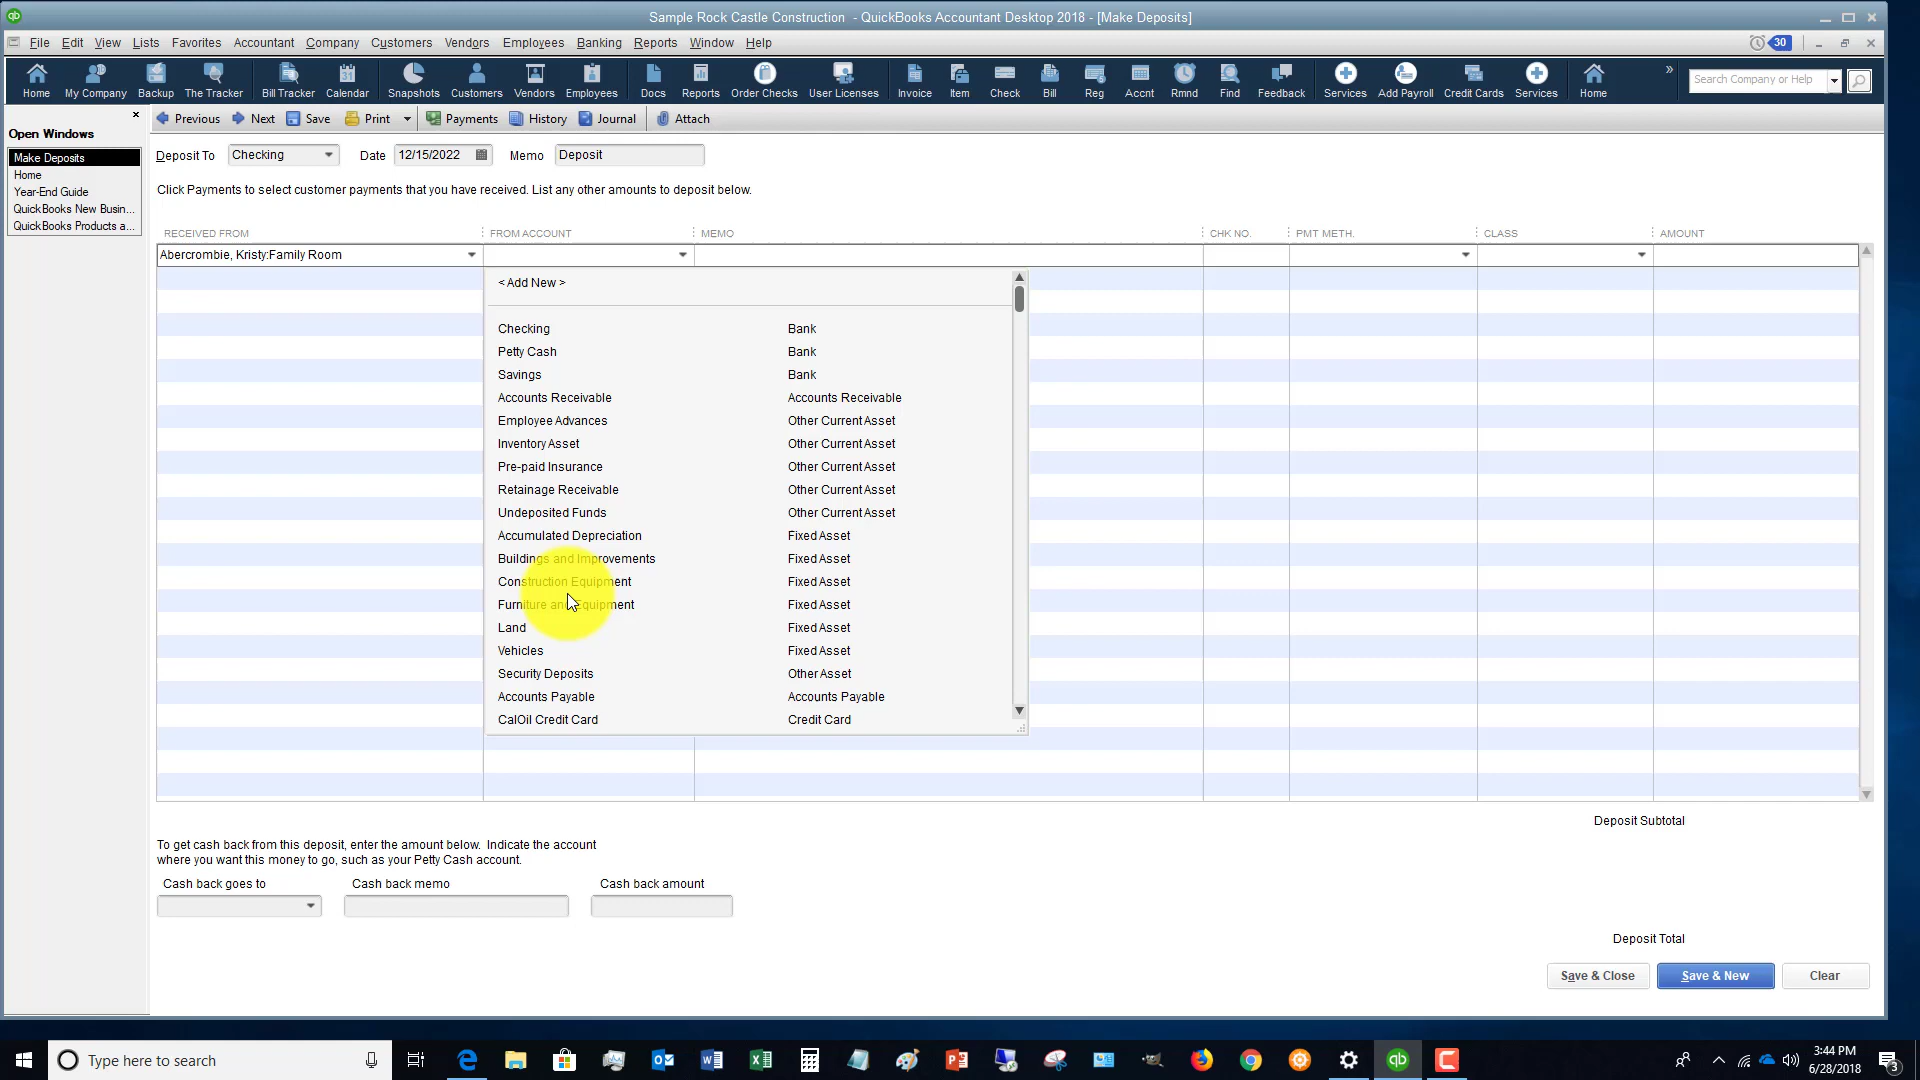 Sample Rock Castle Construction - QuickBooks Accountant Desktop 2018 - [Make Deposits]
File Edit View Lists Favorites Accountant Company Customers Vendors Employees Banking Reports Window Help 30
Home My Company Backup The Tracker Bill Tracker Calendar Snapshots Customers Vendors Employees Docs Reports Order Checks User Licenses Invoice Item Check Bill Reg Accnt Rmnd Find Feedback Services Add Payroll Credit Cards Services Home » Search Company or Help
Open Windows
Make Deposits
Home
Year-End Guide
QuickBooks New Busin...
QuickBooks Products a...
Previous Next Save Print Payments History Journal Attach
Deposit To Checking Date 12/15/2022 Memo Deposit
Click Payments to select customer payments that you have received. List any other amounts to deposit below.
RECEIVED FROM FROM ACCOUNT MEMO CHK NO. PMT METH. CLASS AMOUNT
Abercrombie, Kristy:Family Room
< Add New >
Checking Bank
Petty Cash Bank
Savings Bank
Accounts Receivable Accounts Receivable
Employee Advances Other Current Asset
Inventory Asset Other Current Asset
Pre-paid Insurance Other Current Asset
Retainage Receivable Other Current Asset
Undeposited Funds Other Current Asset
Accumulated Depreciation Fixed Asset
Buildings and Improvements Fixed Asset
Construction Equipment Fixed Asset
Furniture and Equipment Fixed Asset
Land Fixed Asset
Vehicles Fixed Asset
Security Deposits Other Asset
Accounts Payable Accounts Payable
CalOil Credit Card Credit Card
Deposit Subtotal
To get cash back from this deposit, enter the amount below. Indicate the account
where you want this money to go, such as your Petty Cash account.
Cash back goes to Cash back memo Cash back amount
Deposit Total
Save & Close Save & New Clear
Type here to search
3:44 PM
6/28/2018
3